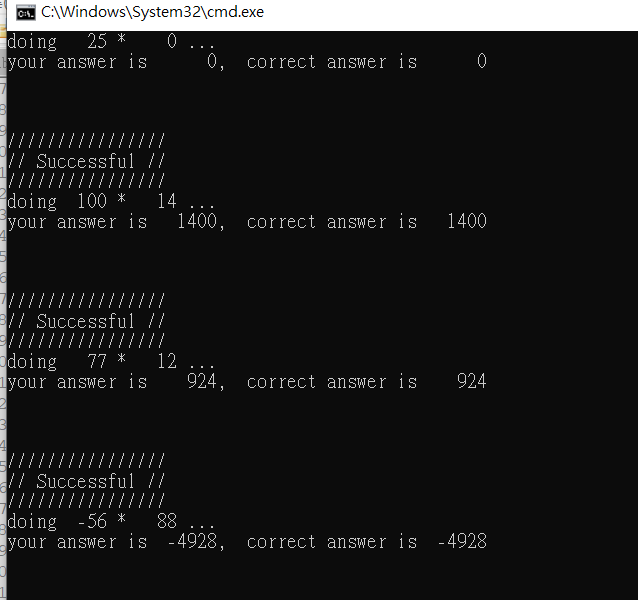 C:\Windows\System32\cmd.exe
doing   25 *    0 ...
your answer is      0,  correct answer is      0
////////////////
// Successful //
////////////////
doing  100 *   14 ...
your answer is   1400,  correct answer is   1400
////////////////
// Successful //
////////////////
doing   77 *   12 ...
your answer is    924,  correct answer is    924
////////////////
// Successful //
////////////////
doing  -56 *   88 ...
your answer is  -4928,  correct answer is  -4928